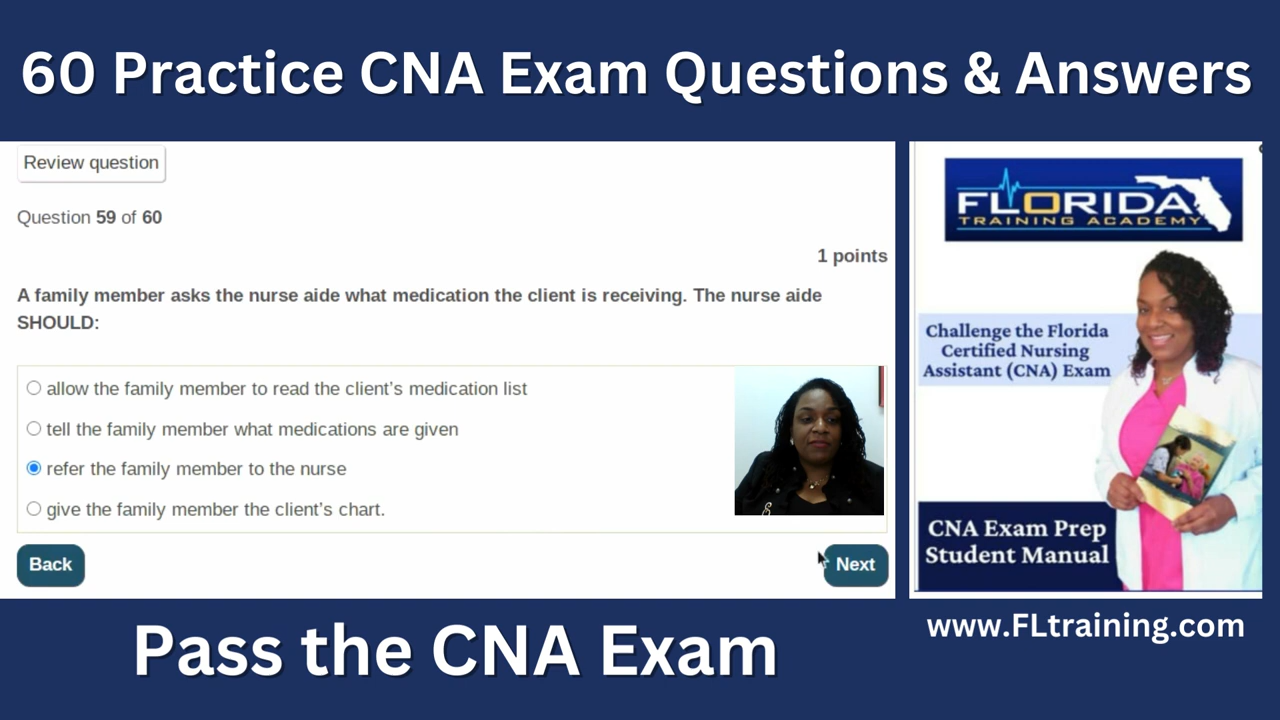 60 Practice CNA Exam Questions & Answers
Review question
Question 59 of 60
1 points
A family member asks the nurse aide what medication the client is receiving. The nurse aide
SHOULD:
allow the family member to read the client’s medication list
tell the family member what medications are given
refer the family member to the nurse
give the family member the client’s chart.
Back
Next
FLORIDA
TRAINING ACADEMY
Challenge the Florida
Certified Nursing
Assistant (CNA) Exam
CNA Exam Prep
Student Manual
Pass the CNA Exam
www.FLtraining.com